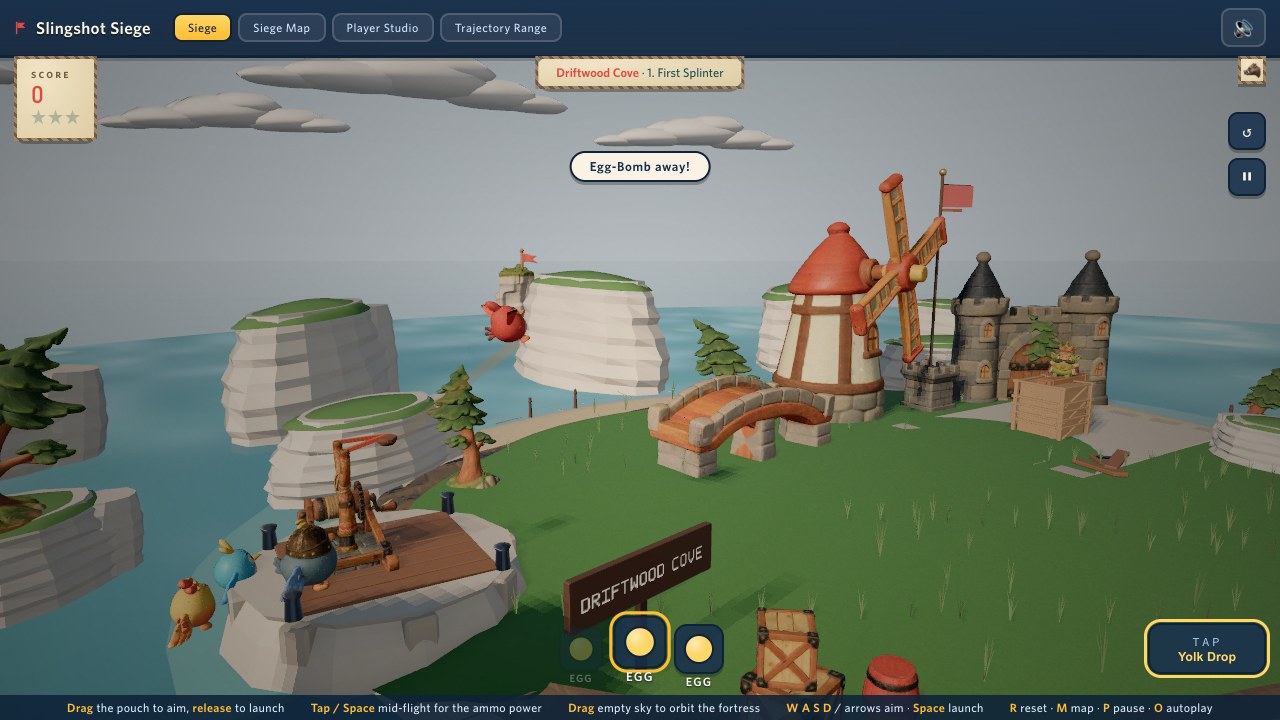 Slingshot Siege
Siege
Siege Map
Player Studio
Trajectory Range
SCORE
0
Driftwood Cove · 1. First Splinter
Egg-Bomb away!
DRIFTWOOD COVE
EGG
EGG
EGG
TAP
Yolk Drop
Drag the pouch to aim, release to launch
Tap / Space mid-flight for the ammo power
Drag empty sky to orbit the fortress
W A S D / arrows aim · Space launch
R reset · M map · P pause · O autoplay